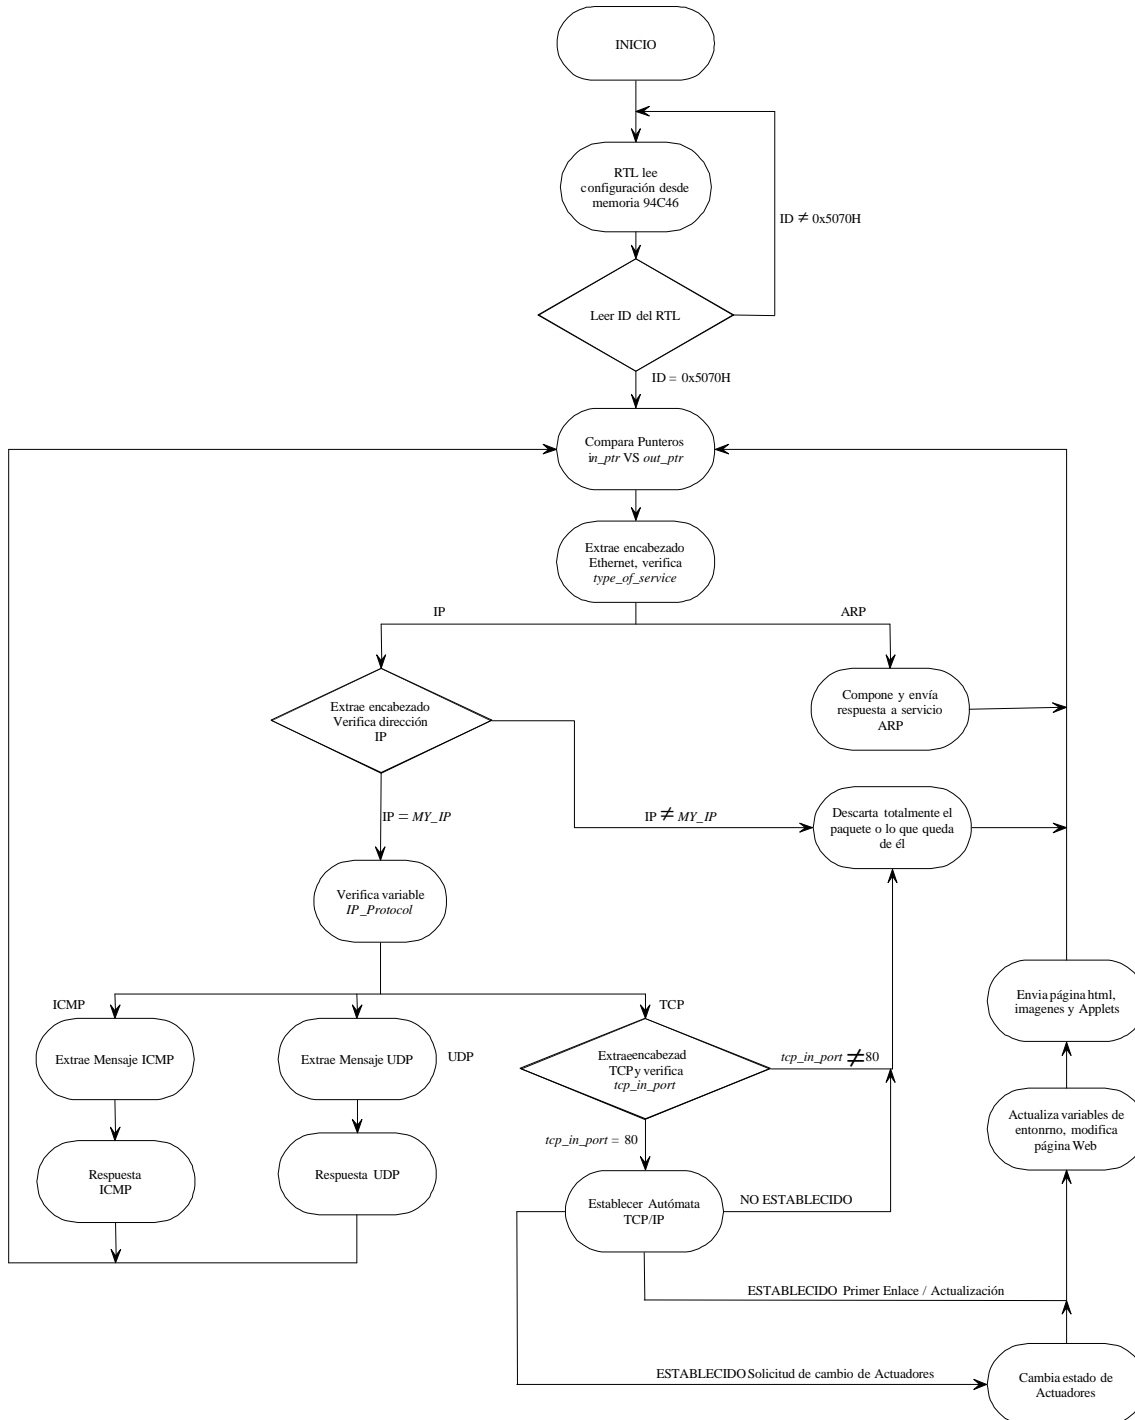 INICIO
RTL lee
configuración desde
memoria 94C46
ID ≠ 0x5070H
Leer ID del RTL
ID = 0x5070H
Compara Punteros
in_ptr VS out_ptr
Extrae encabezado
Ethernet, verifica
type_of_service
IP
ARP
Extrae encabezado
Verifica dirección
IP
Compone y envía
respuesta a servicio
ARP
IP = MY_IP
IP ≠ MY_IP
Descarta totalmente el
paquete o lo que queda
de él
Verifica variable
IP_Protocol
ICMP
TCP
Extrae Mensaje ICMP
Extrae Mensaje UDP
UDP
Extrae encabezad
TCP y verifica
tcp_in_port
tcp_in_port ≠ 80
Envia página html,
imagenes y Applets
tcp_in_port = 80
Actualiza variables de
entonrno, modifica
página Web
Respuesta
ICMP
Respuesta UDP
Establecer Autómata
TCP/IP
NO ESTABLECIDO
ESTABLECIDO Primer Enlace / Actualización
ESTABLECIDO Solicitud de cambio de Actuadores
Cambia estado de
Actuadores